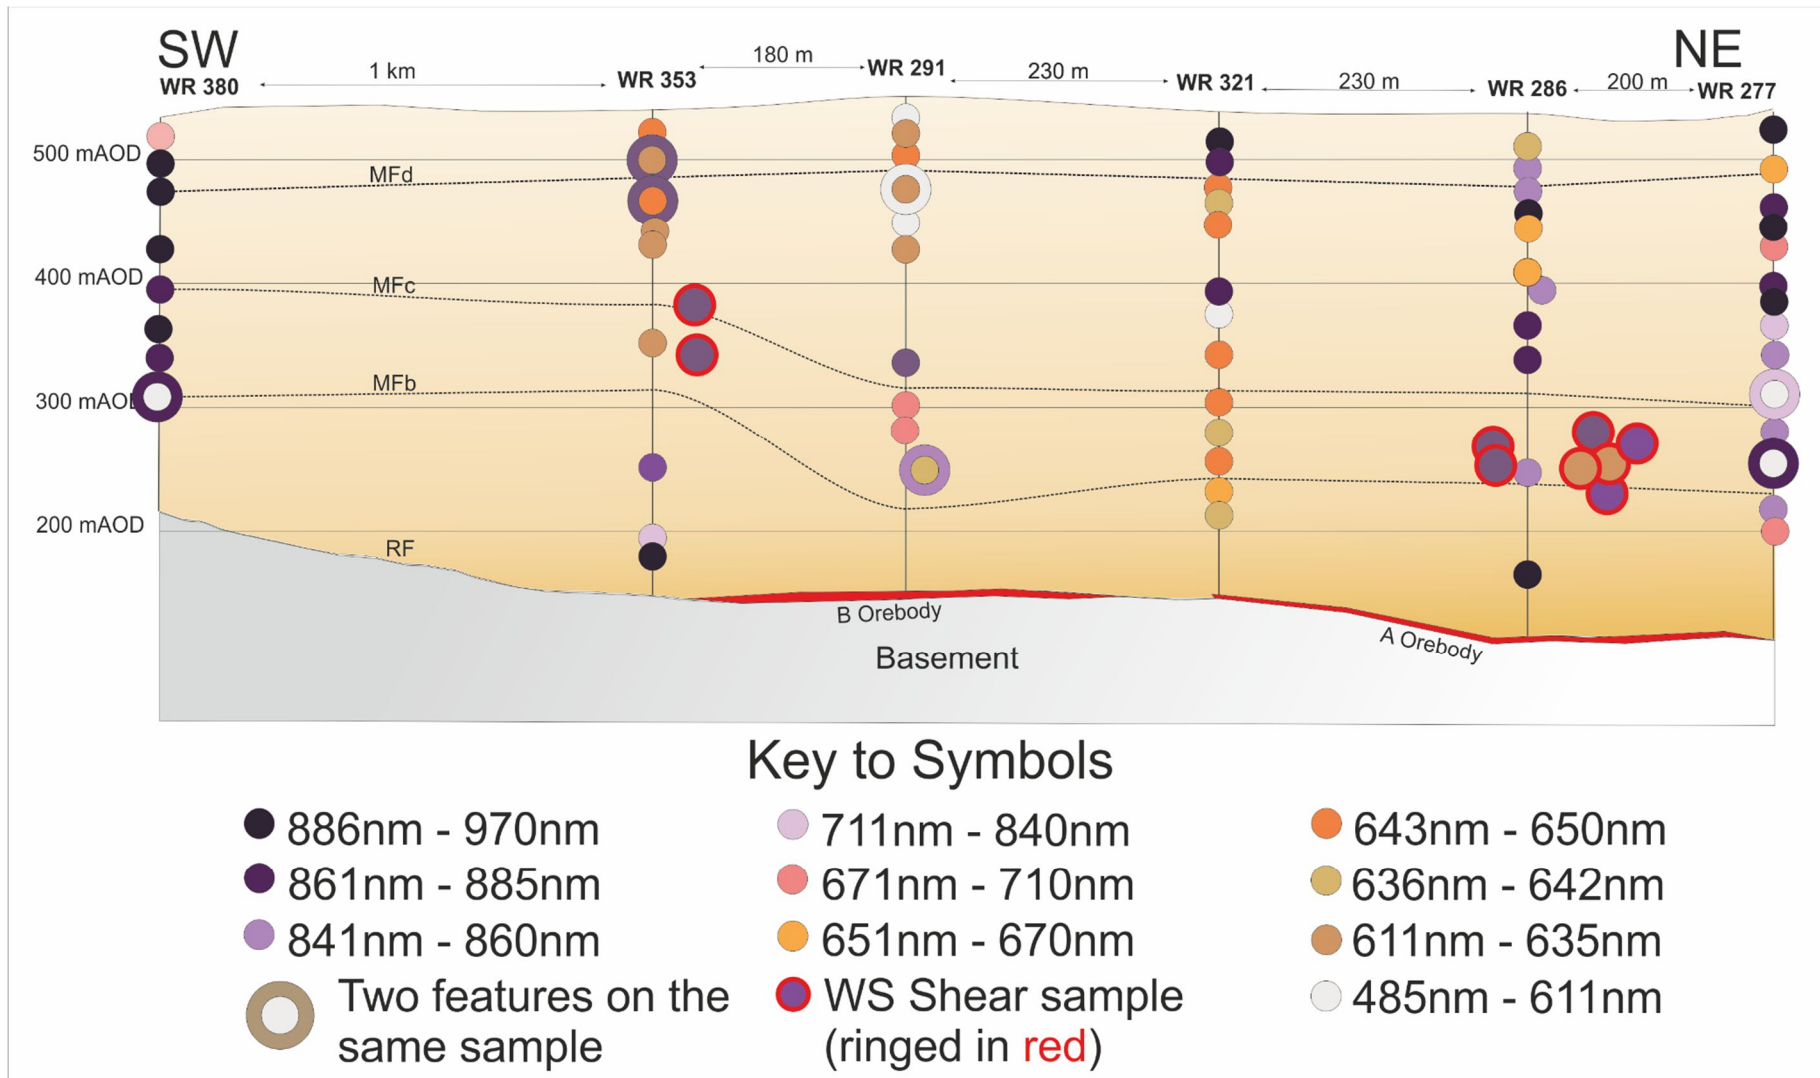 SW
NE
WR 380
1 km
WR 353
180 m
WR 291
230 m
WR 321
230 m
WR 286
200 m
WR 277
500 mAOD
MFd
400 mAOD
MFc
MFb
300 mAOD
200 mAOD
RF
B Orebody
A Orebody
Basement
Key to Symbols
886nm - 970nm
711nm - 840nm
643nm - 650nm
861nm - 885nm
671nm - 710nm
636nm - 642nm
841nm - 860nm
651nm - 670nm
611nm - 635nm
Two features on the
same sample
WS Shear sample
(ringed in red)
485nm - 611nm